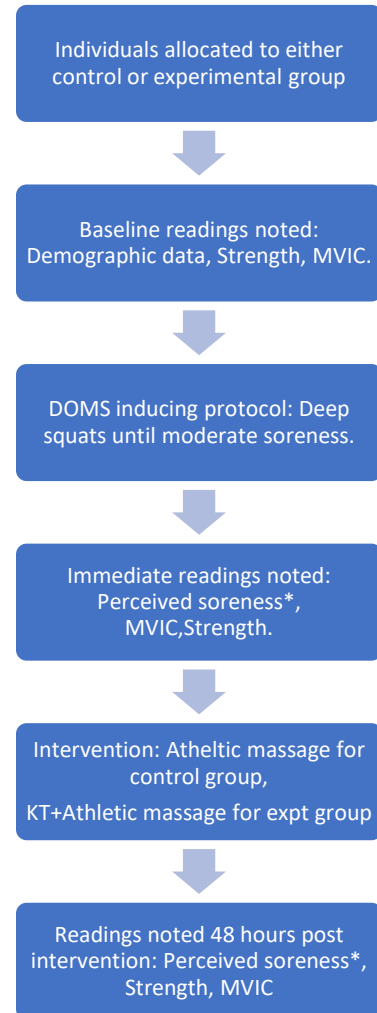 Individuals allocated to either
control or experimental group
Baseline readings noted:
Demographic data, Strength, MVIC.
DOMS inducing protocol: Deep
squats until moderate soreness.
Immediate readings noted:
Perceived soreness*,
MVIC,Strength.
Intervention: Atheltic massage for
control group,
KT+Athletic massage for expt group
Readings noted 48 hours post
intervention: Perceived soreness*,
Strength, MVIC